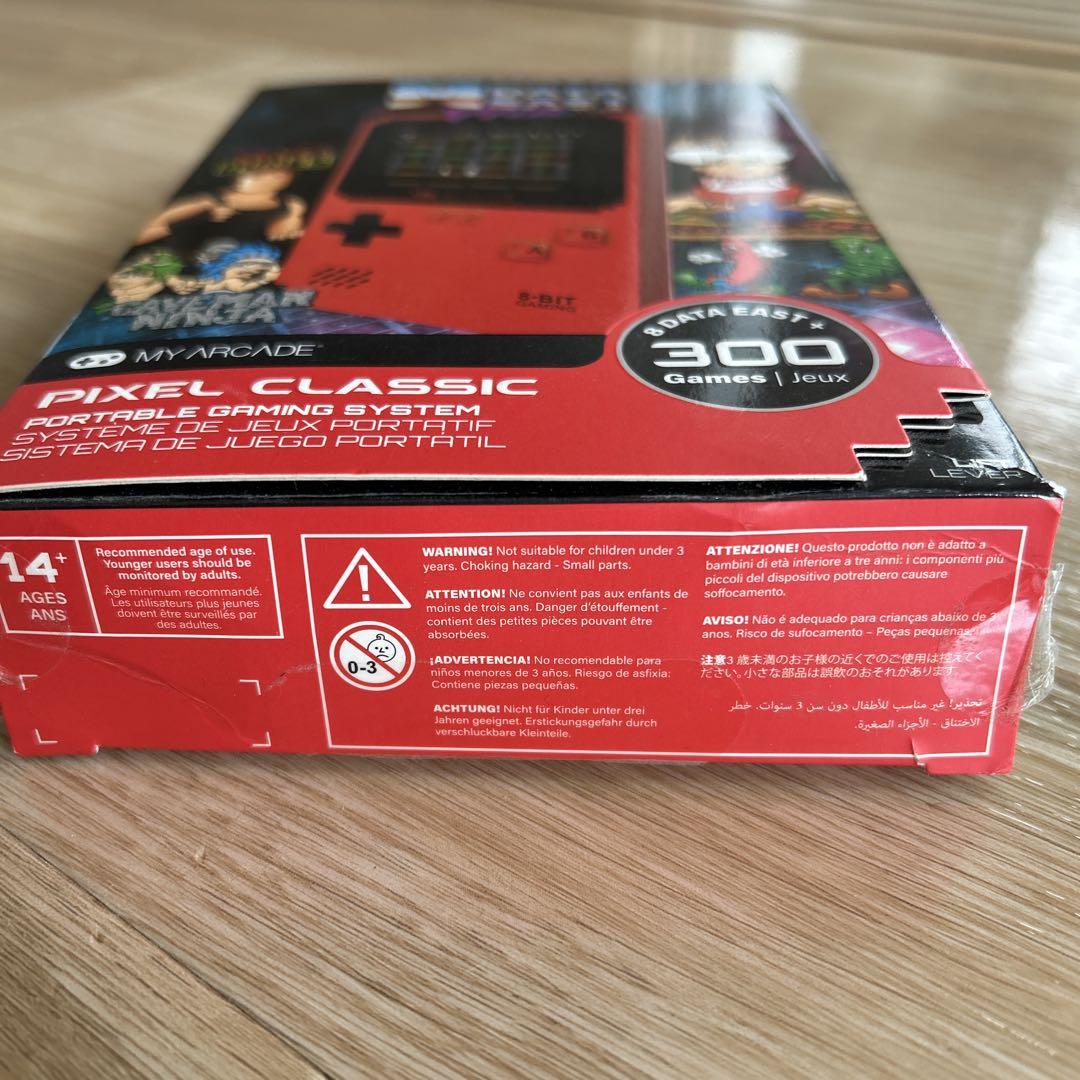 DATA
EAST
CAVEMAN
NINJA
A
B
8-BIT
GAMING
MY ARCADE
8 DATA EAST +
300
Games | Jeux
PIXEL CLASSIC
PORTABLE GAMING SYSTEM
SYSTÈME DE JEUX PORTATIF
SISTEMA DE JUEGO PORTÁTIL
LEVER
14+
AGES
ANS
Recommended age of use.
Younger users should be
monitored by adults.
Âge minimum recommandé.
Les utilisateurs plus jeunes
doivent être surveillés par
des adultes.
0-3
WARNING! Not suitable for children under 3
years. Choking hazard - Small parts.
ATTENTION! Ne convient pas aux enfants de
moins de trois ans. Danger d'étouffement -
contient des petites pièces pouvant être
absorbées.
¡ADVERTENCIA! No recomendable para
niños menores de 3 años. Riesgo de asfixia:
Contiene piezas pequeñas.
ACHTUNG! Nicht für Kinder unter drei
Jahren geeignet. Erstickungsgefahr durch
verschluckbare Kleinteile.
ATTENZIONE! Questo prodotto non è adatto a
bambini di età inferiore a tre anni: i componenti più
piccoli del dispositivo potrebbero causare
soffocamento.
AVISO! Não é adequado para crianças abaixo de 3
anos. Risco de sufocamento - Peças pequenas.
注意3 歳未満のお子様の近くでのご使用は控えてく
ださい。小さな部品は誤飲のおそれがあります。
تحذير! غير مناسب للأطفال دون سن 3 سنوات. خطر
الاختناق - الأجزاء الصغيرة.